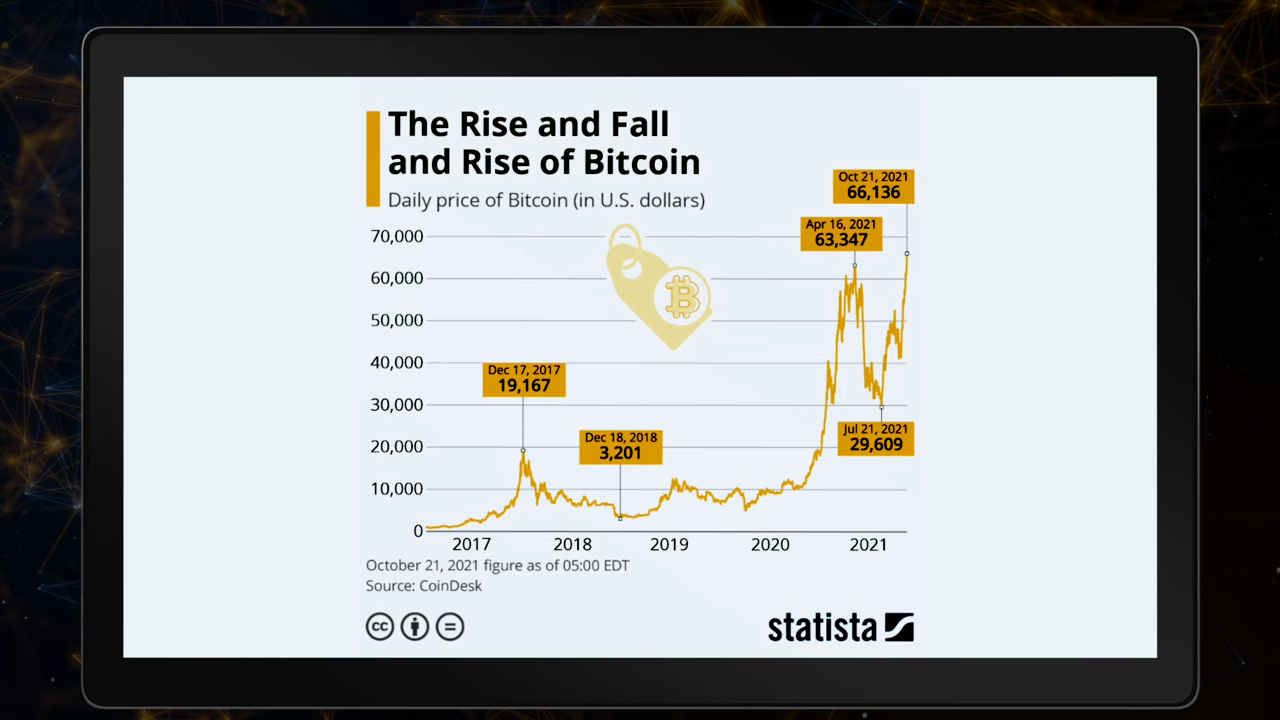 The Rise and Fall
and Rise of Bitcoin
Daily price of Bitcoin (in U.S. dollars)
Oct 21, 2021
66,136
Apr 16, 2021
63,347
70,000
60,000
50,000
40,000
30,000
20,000
10,000
0
Dec 17, 2017
19,167
Dec 18, 2018
3,201
Jul 21, 2021
29,609
2017 2018 2019 2020 2021
October 21, 2021 figure as of 05:00 EDT
Source: CoinDesk
cc
statista